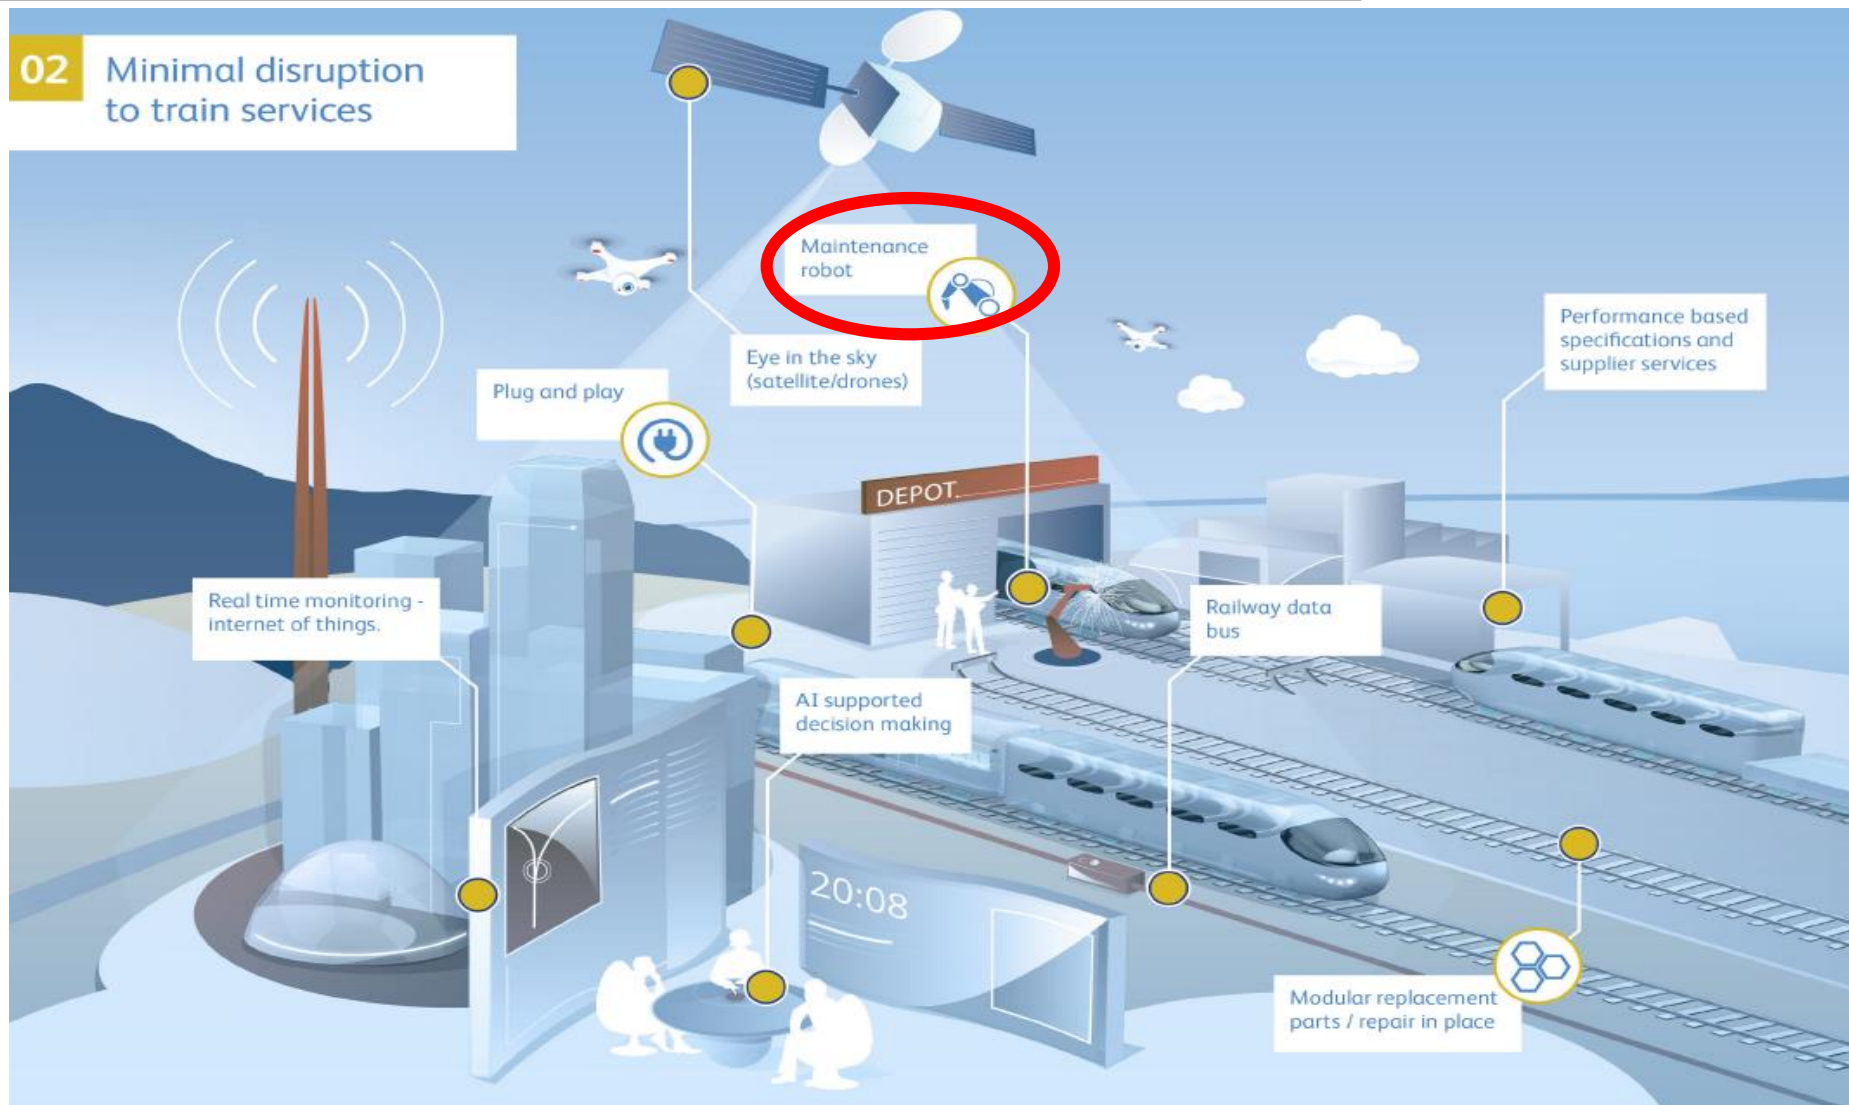 02
Minimal disruption
to train services
Maintenance
robot
Eye in the sky
(satellite/drones)
Performance based
specifications and
supplier services
Plug and play
DEPOT
Real time monitoring -
internet of things.
Railway data
bus
AI supported
decision making
20:08
Modular replacement
parts / repair in place